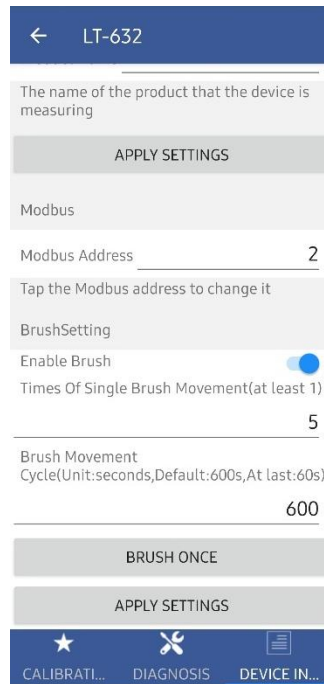 LT-632
The name of the product that the device is
measuring
APPLY SETTINGS
Modbus
Modbus Address 2
Tap the Modbus address to change it
BrushSetting
Enable Brush
Times Of Single Brush Movement(at least 1)
5
Brush Movement
Cycle(Unit:seconds,Default:600s,At last:60s)
600
BRUSH ONCE
APPLY SETTINGS
CALIBRATI... DIAGNOSIS DEVICE IN...